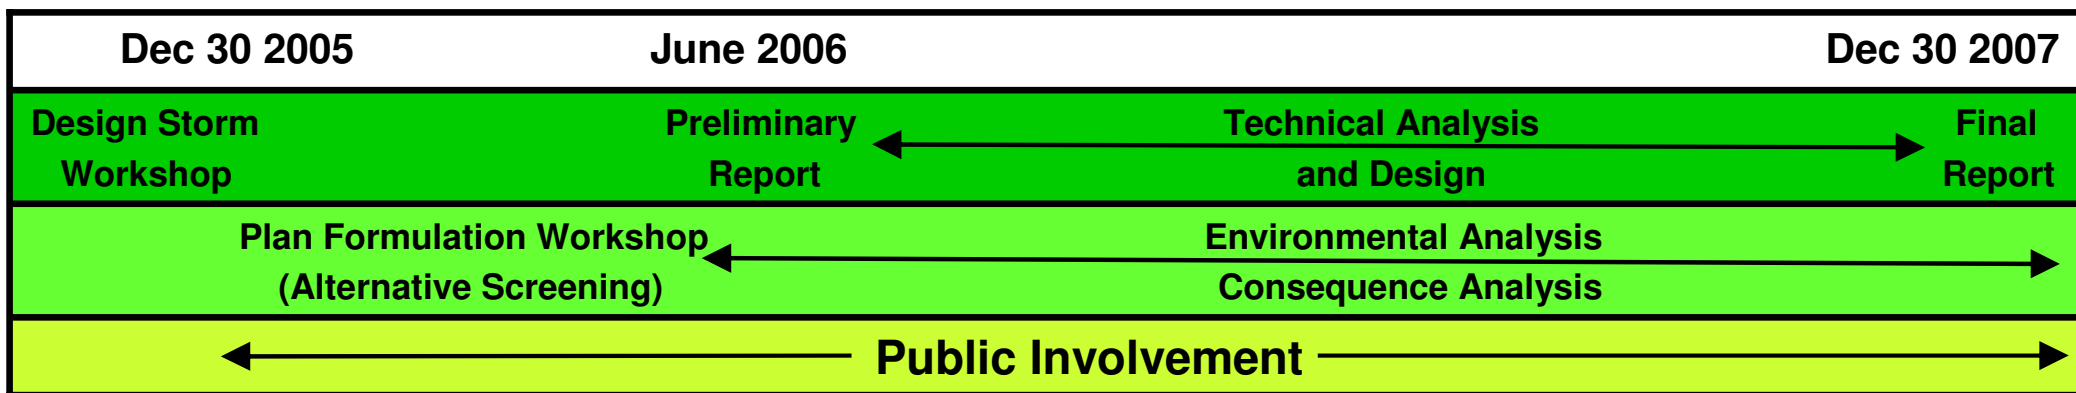 Dec 30 2005 June 2006 Dec 30 2007
Design Storm Preliminary Technical Analysis Final
Workshop Report and Design Report
Plan Formulation Workshop Environmental Analysis
(Alternative Screening) Consequence Analysis
Public Involvement